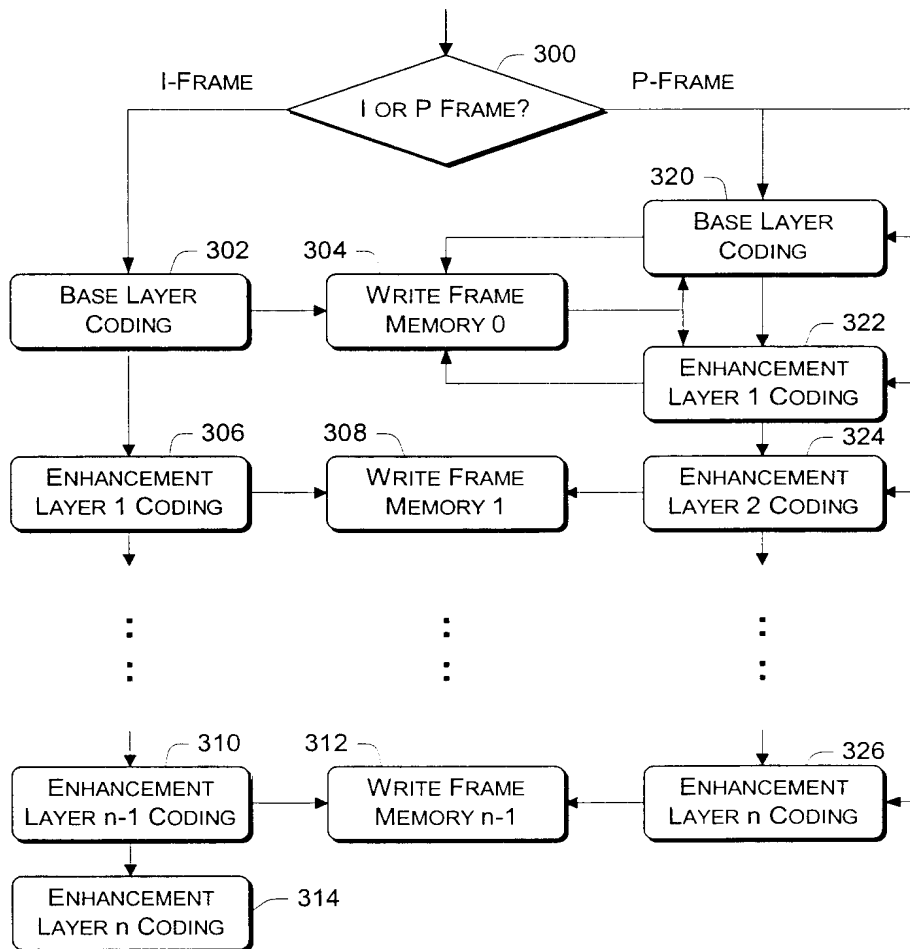 300
I-FRAME
I OR P FRAME?
P-FRAME
320
BASE LAYER
CODING
302
BASE LAYER
CODING
304
WRITE FRAME
MEMORY 0
322
ENHANCEMENT
LAYER 1 CODING
306
ENHANCEMENT
LAYER 1 CODING
308
WRITE FRAME
MEMORY 1
324
ENHANCEMENT
LAYER 2 CODING
310
ENHANCEMENT
LAYER n-1 CODING
312
WRITE FRAME
MEMORY n-1
326
ENHANCEMENT
LAYER n CODING
ENHANCEMENT
LAYER n CODING
314